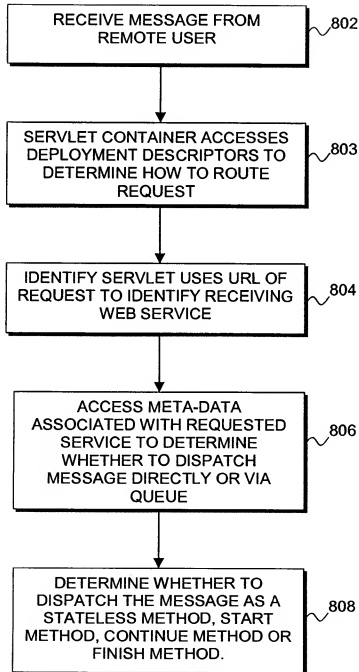 RECEIVE MESSAGE FROM
REMOTE USER
802
SERVLET CONTAINER ACCESSES
DEPLOYMENT DESCRIPTORS TO
DETERMINE HOW TO ROUTE
REQUEST
803
IDENTIFY SERVLET USES URL OF
REQUEST TO IDENTIFY RECEIVING
WEB SERVICE
804
ACCESS META-DATA
ASSOCIATED WITH REQUESTED
SERVICE TO DETERMINE
WHETHER TO DISPATCH
MESSAGE DIRECTLY OR VIA
QUEUE
806
DETERMINE WHETHER TO
DISPATCH THE MESSAGE AS A
STATELESS METHOD, START
METHOD, CONTINUE METHOD OR
FINISH METHOD.
808